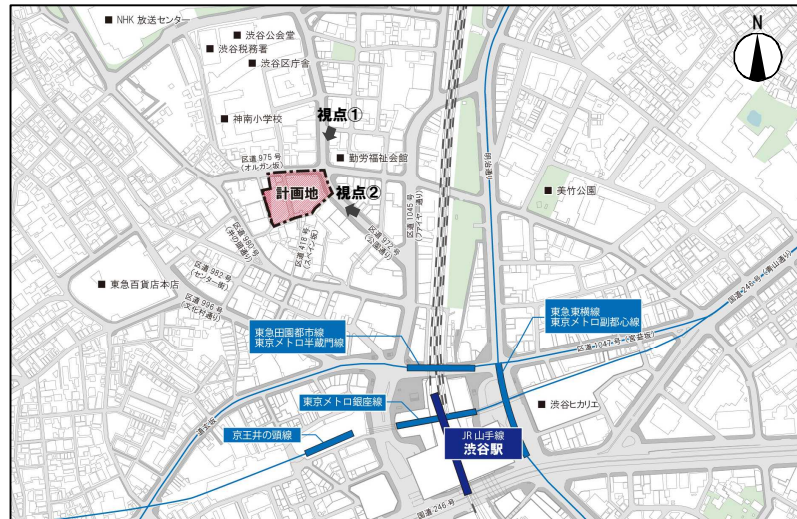 NHK 放送センター
渋谷公会堂
渋谷税務署
渋谷区庁舎
N
神南小学校
視点①
勤労福祉会館
区道 975 号
(オルガン坂)
計画地
視点②
明治通り
美竹公園
区道 1045 号
(ファイヤー通り)
区道 972 号
(公園通り)
区道 418 号
(スペイン坂)
区道 980 号
(井の頭通り)
区道 982 号
(センター街)
東急百貨店本店
区道 996 号
(文化村通り)
国道 246 号 (青山通り)
東急田園都市線
東京メトロ半蔵門線
東急東横線
東京メトロ副都心線
区道 1047 号 (宮益坂)
東京メトロ銀座線
渋谷ヒカリエ
道玄坂
京王井の頭線
JR 山手線
渋谷駅
国道 246 号